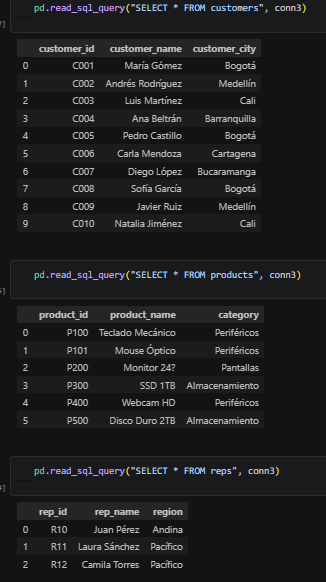 pd.read_sql_query("SELECT * FROM customers", conn3)
customer_id customer_name customer_city
0 C001 María Gómez Bogotá
1 C002 Andrés Rodríguez Medellín
2 C003 Luis Martínez Cali
3 C004 Ana Beltrán Barranquilla
4 C005 Pedro Castillo Bogotá
5 C006 Carla Mendoza Cartagena
6 C007 Diego López Bucaramanga
7 C008 Sofía García Bogotá
8 C009 Javier Ruiz Medellín
9 C010 Natalia Jiménez Cali
pd.read_sql_query("SELECT * FROM products", conn3)
product_id product_name category
0 P100 Teclado Mecánico Periféricos
1 P101 Mouse Óptico Periféricos
2 P200 Monitor 24? Pantallas
3 P300 SSD 1TB Almacenamiento
4 P400 Webcam HD Periféricos
5 P500 Disco Duro 2TB Almacenamiento
pd.read_sql_query("SELECT * FROM reps", conn3)
rep_id rep_name region
0 R10 Juan Pérez Andina
1 R11 Laura Sánchez Pacífico
2 R12 Camila Torres Pacífico